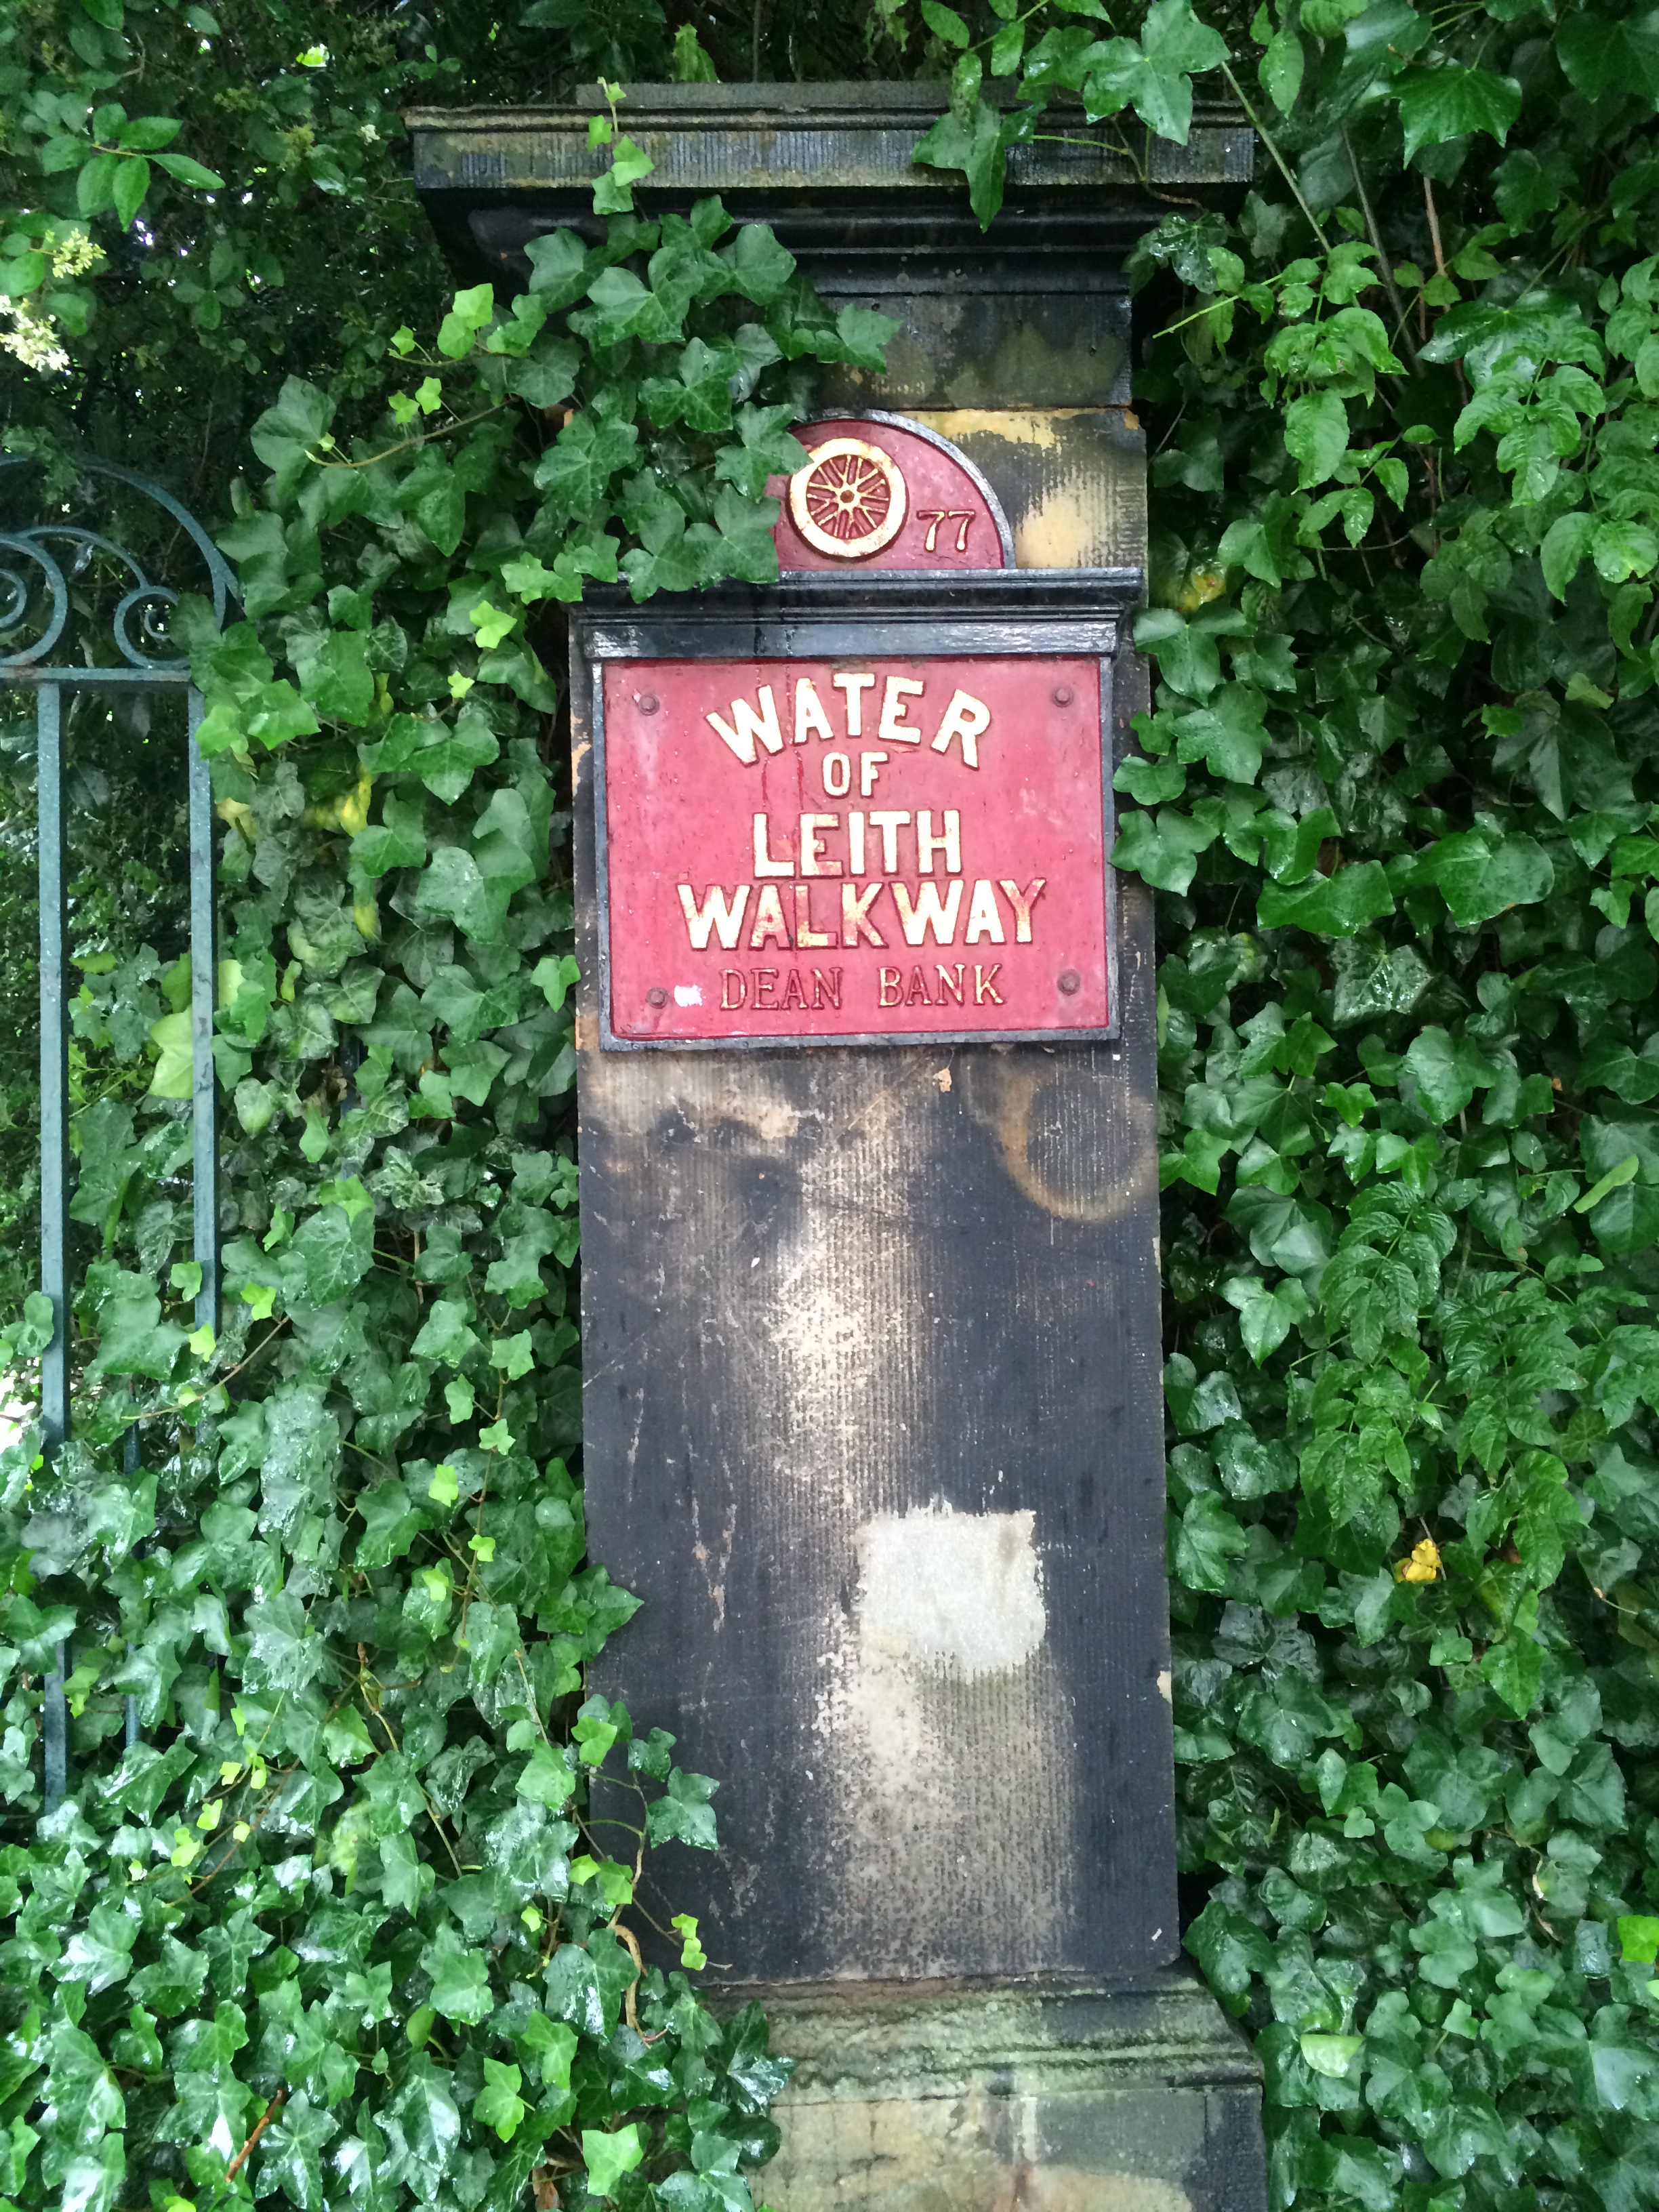 77
WATER
OF
LEITH
WALKWAY
DEAN BANK